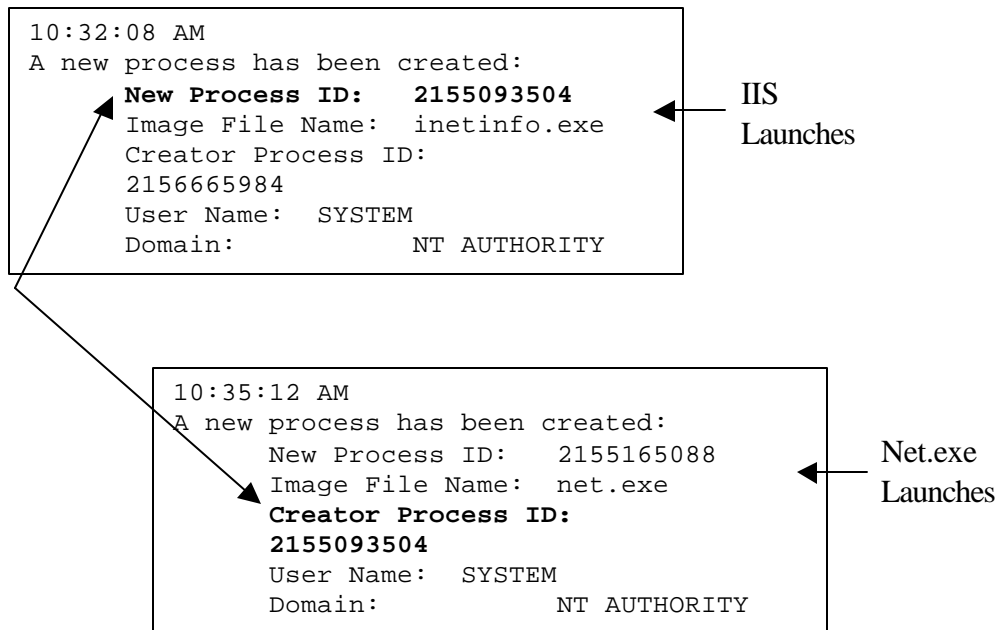 10:32:08 AM
A new process has been created:
New Process ID: 2155093504
Image File Name: inetinfo.exe
Creator Process ID:
2156665984
User Name: SYSTEM
Domain: NT AUTHORITY
IIS
Launches
10:35:12 AM
A new process has been created:
New Process ID: 2155165088
Image File Name: net.exe
Creator Process ID:
2155093504
User Name: SYSTEM
Domain: NT AUTHORITY
Net.exe
Launches